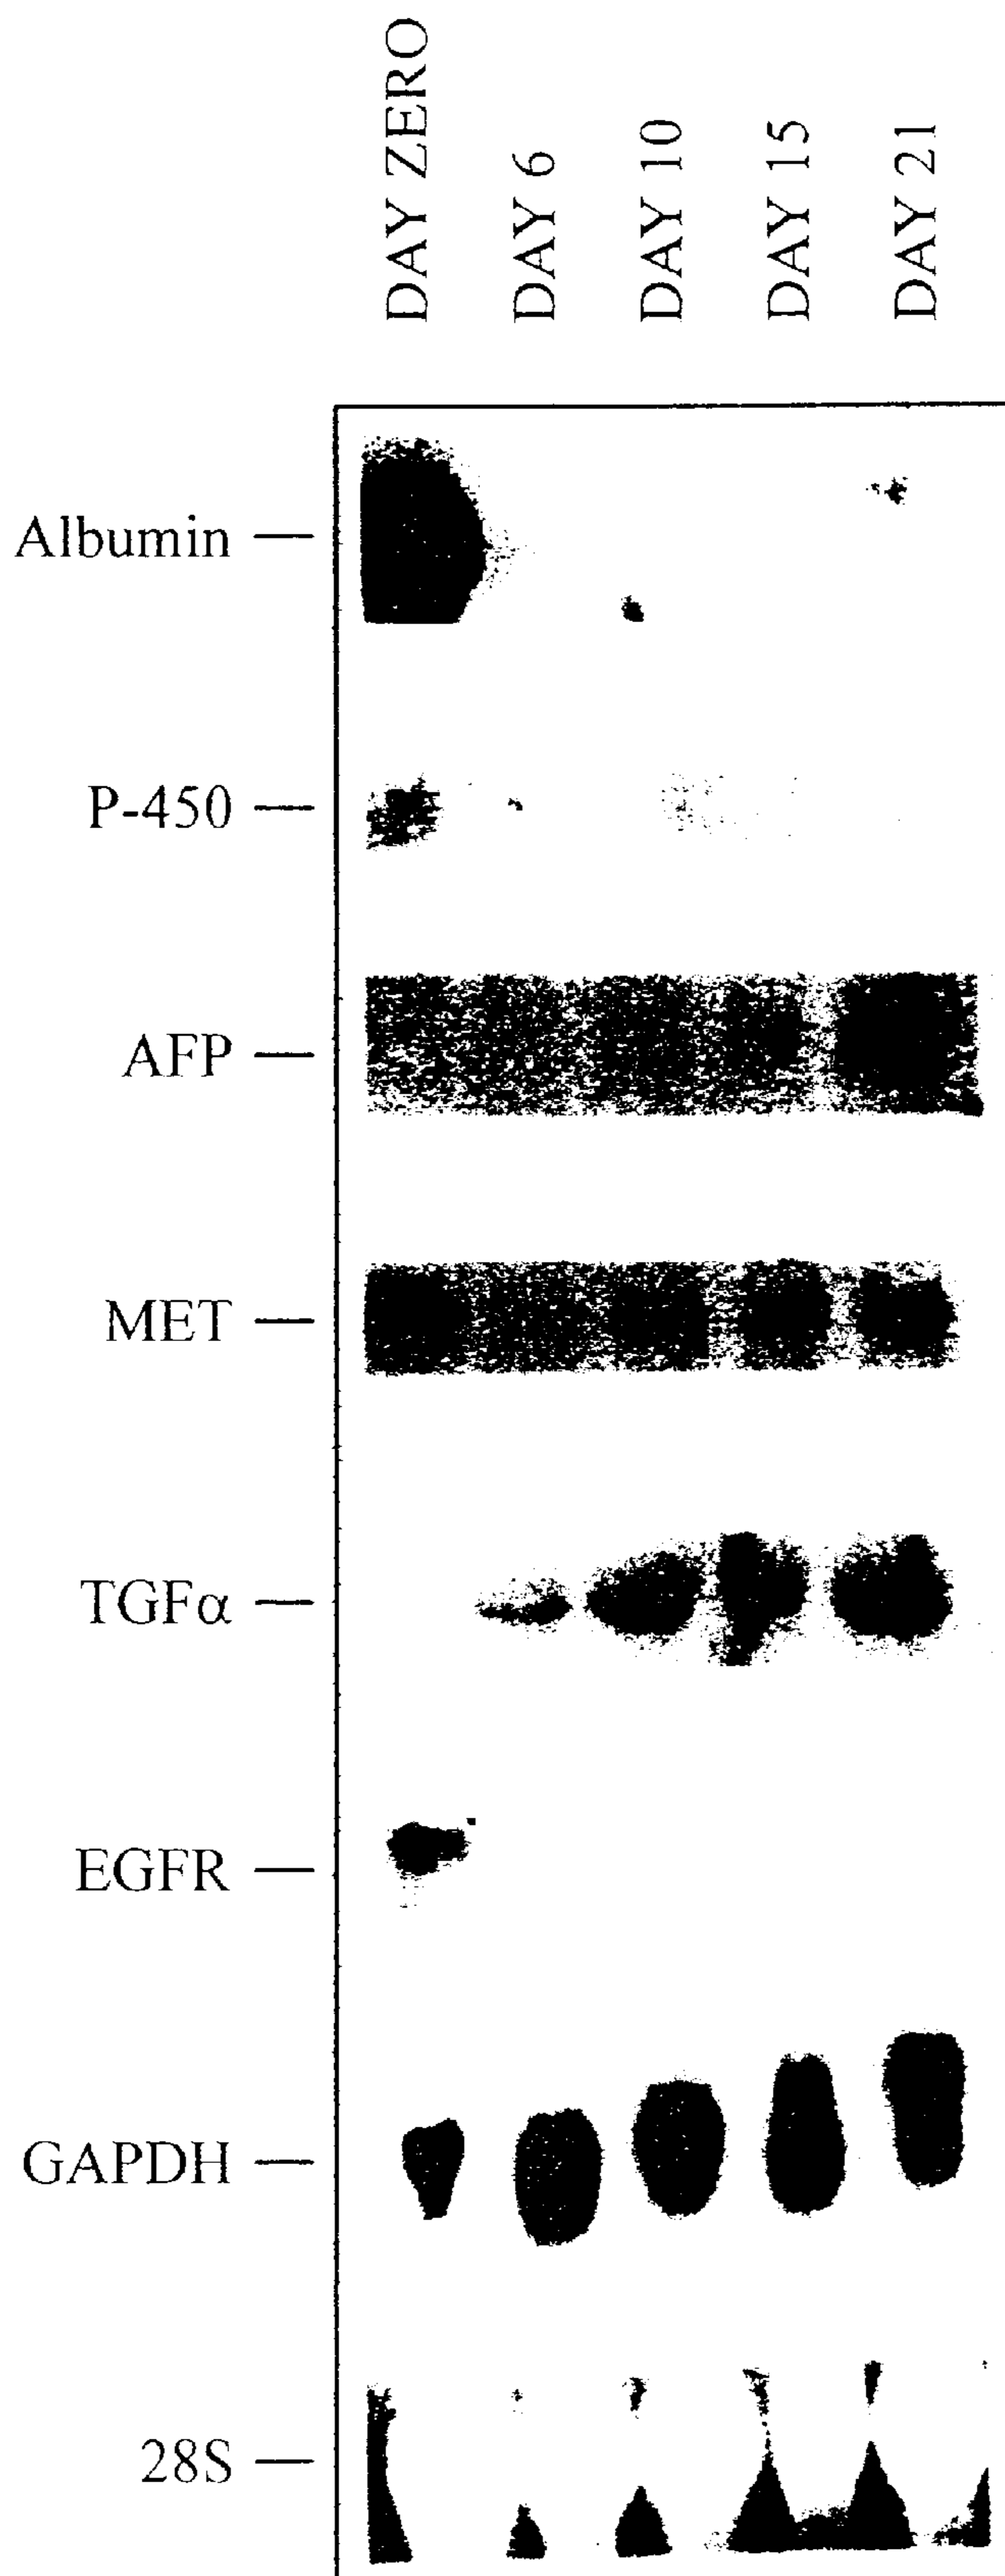 DAY ZERO
DAY 6
DAY 10
DAY 15
DAY 21
Albumin
P-450
AFP
MET
TGFα
EGFR
GAPDH
28S